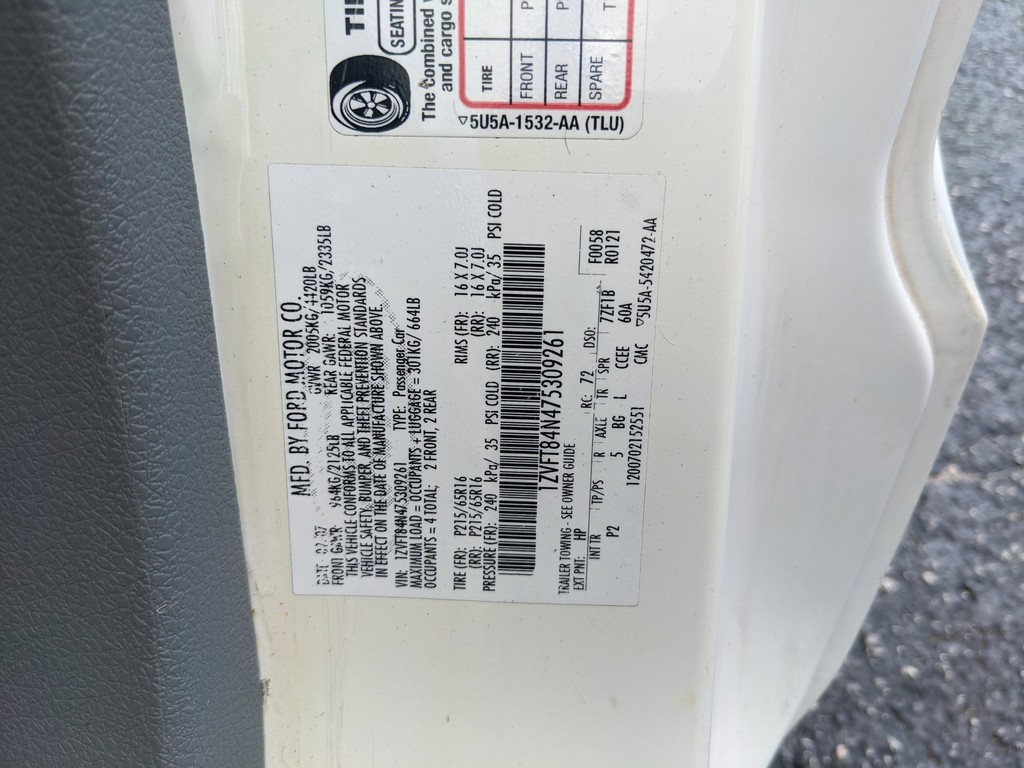 TIR
SEATING
The Combined
and cargo s
TIRE
FRONT P
REAR P
SPARE T
▽5U5A-1532-AA (TLU)
MFD. BY FORD MOTOR CO.
DATE: 02/07 GVWR 2005KG/4420LB
FRONT GAWR 964KG/2125LB REAR GAWR: 1059KG/2335LB
THIS VEHICLE CONFORMS TO ALL APPLICABLE FEDERAL MOTOR
VEHICLE SAFETY, BUMPER, AND THEFT PREVENTION STANDARDS
IN EFFECT ON THE DATE OF MANUFACTURE SHOWN ABOVE.
VIN: 1ZVFT84N475309261 TYPE: Passenger Car
MAXIMUM LOAD = OCCUPANTS + LUGGAGE = 301KG/ 664LB
OCCUPANTS = 4 TOTAL; 2 FRONT, 2 REAR
TIRE (FR): P215/65R16 RIMS (FR): 16 X 7.0J
(RR): P215/65R16 (RR): 16 X 7.0J
PRESSURE (FR): 240 kPa/ 35 PSI COLD (RR): 240 kPa/ 35 PSI COLD
1ZVFT84N475309261
TRAILER TOWING - SEE OWNER GUIDE
EXT PNT: HP RC: 72 DSO: F0058
INT TR TP/PS R AXLE TR SPR 7ZF1B R0121
P2 5 BG L CCEE 60A
1200702152551 CMC ▽5U5A-5420472-AA